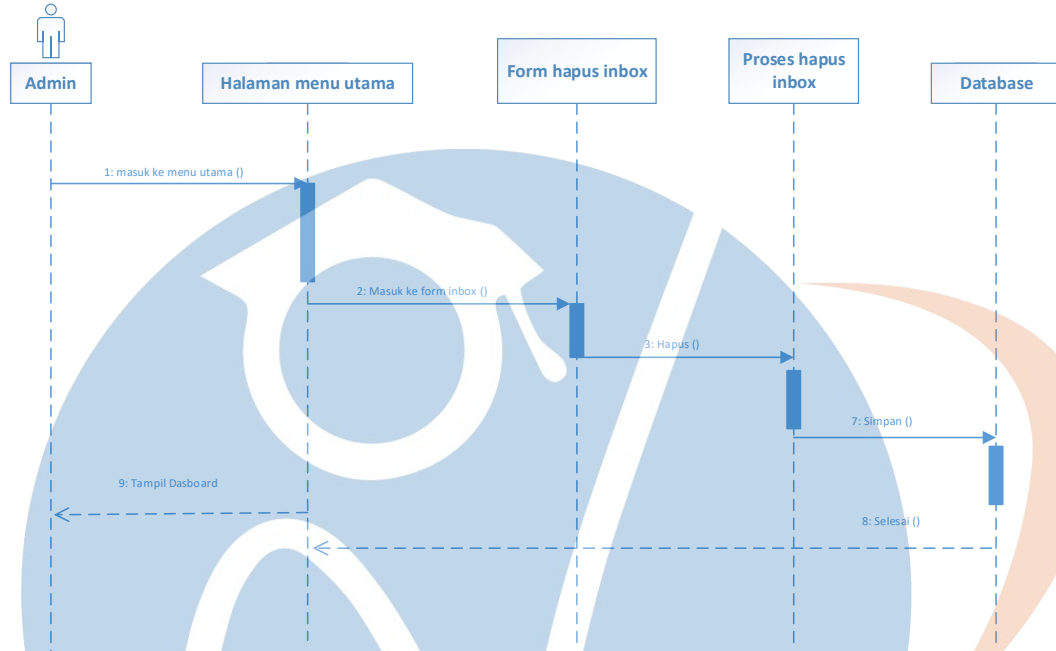 Admin
Halaman menu utama
Form hapus inbox
Proses hapus
inbox
Database
1: masuk ke menu utama ()
2: Masuk ke form inbox ()
3: Hapus ()
7: Simpan ()
9: Tampil Dasboard
8: Selesai ()